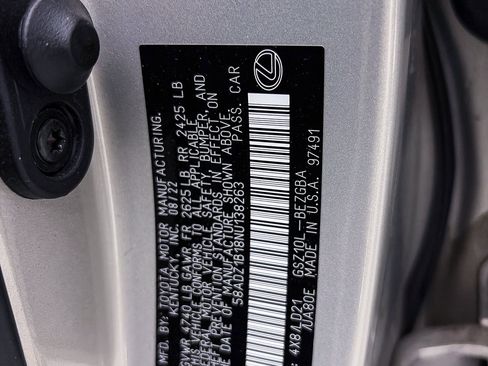 MFD. BY: TOYOTA MOTOR MANUFACTURING,
KENTUCKY, INC. 08/22
GVWR 4740 LB GAWR FR 2625 LB RR 2425 LB
THIS VEHICLE CONFORMS TO ALL APPLICABLE
FEDERAL MOTOR VEHICLE SAFETY, BUMPER, AND
THEFT PREVENTION STANDARDS IN EFFECT ON
THE DATE OF MANUFACTURE SHOWN ABOVE.
PASS. CAR
4X8 LD21 GSZ10L-BEZGBA
UA80E MADE IN U.S.A. 97491